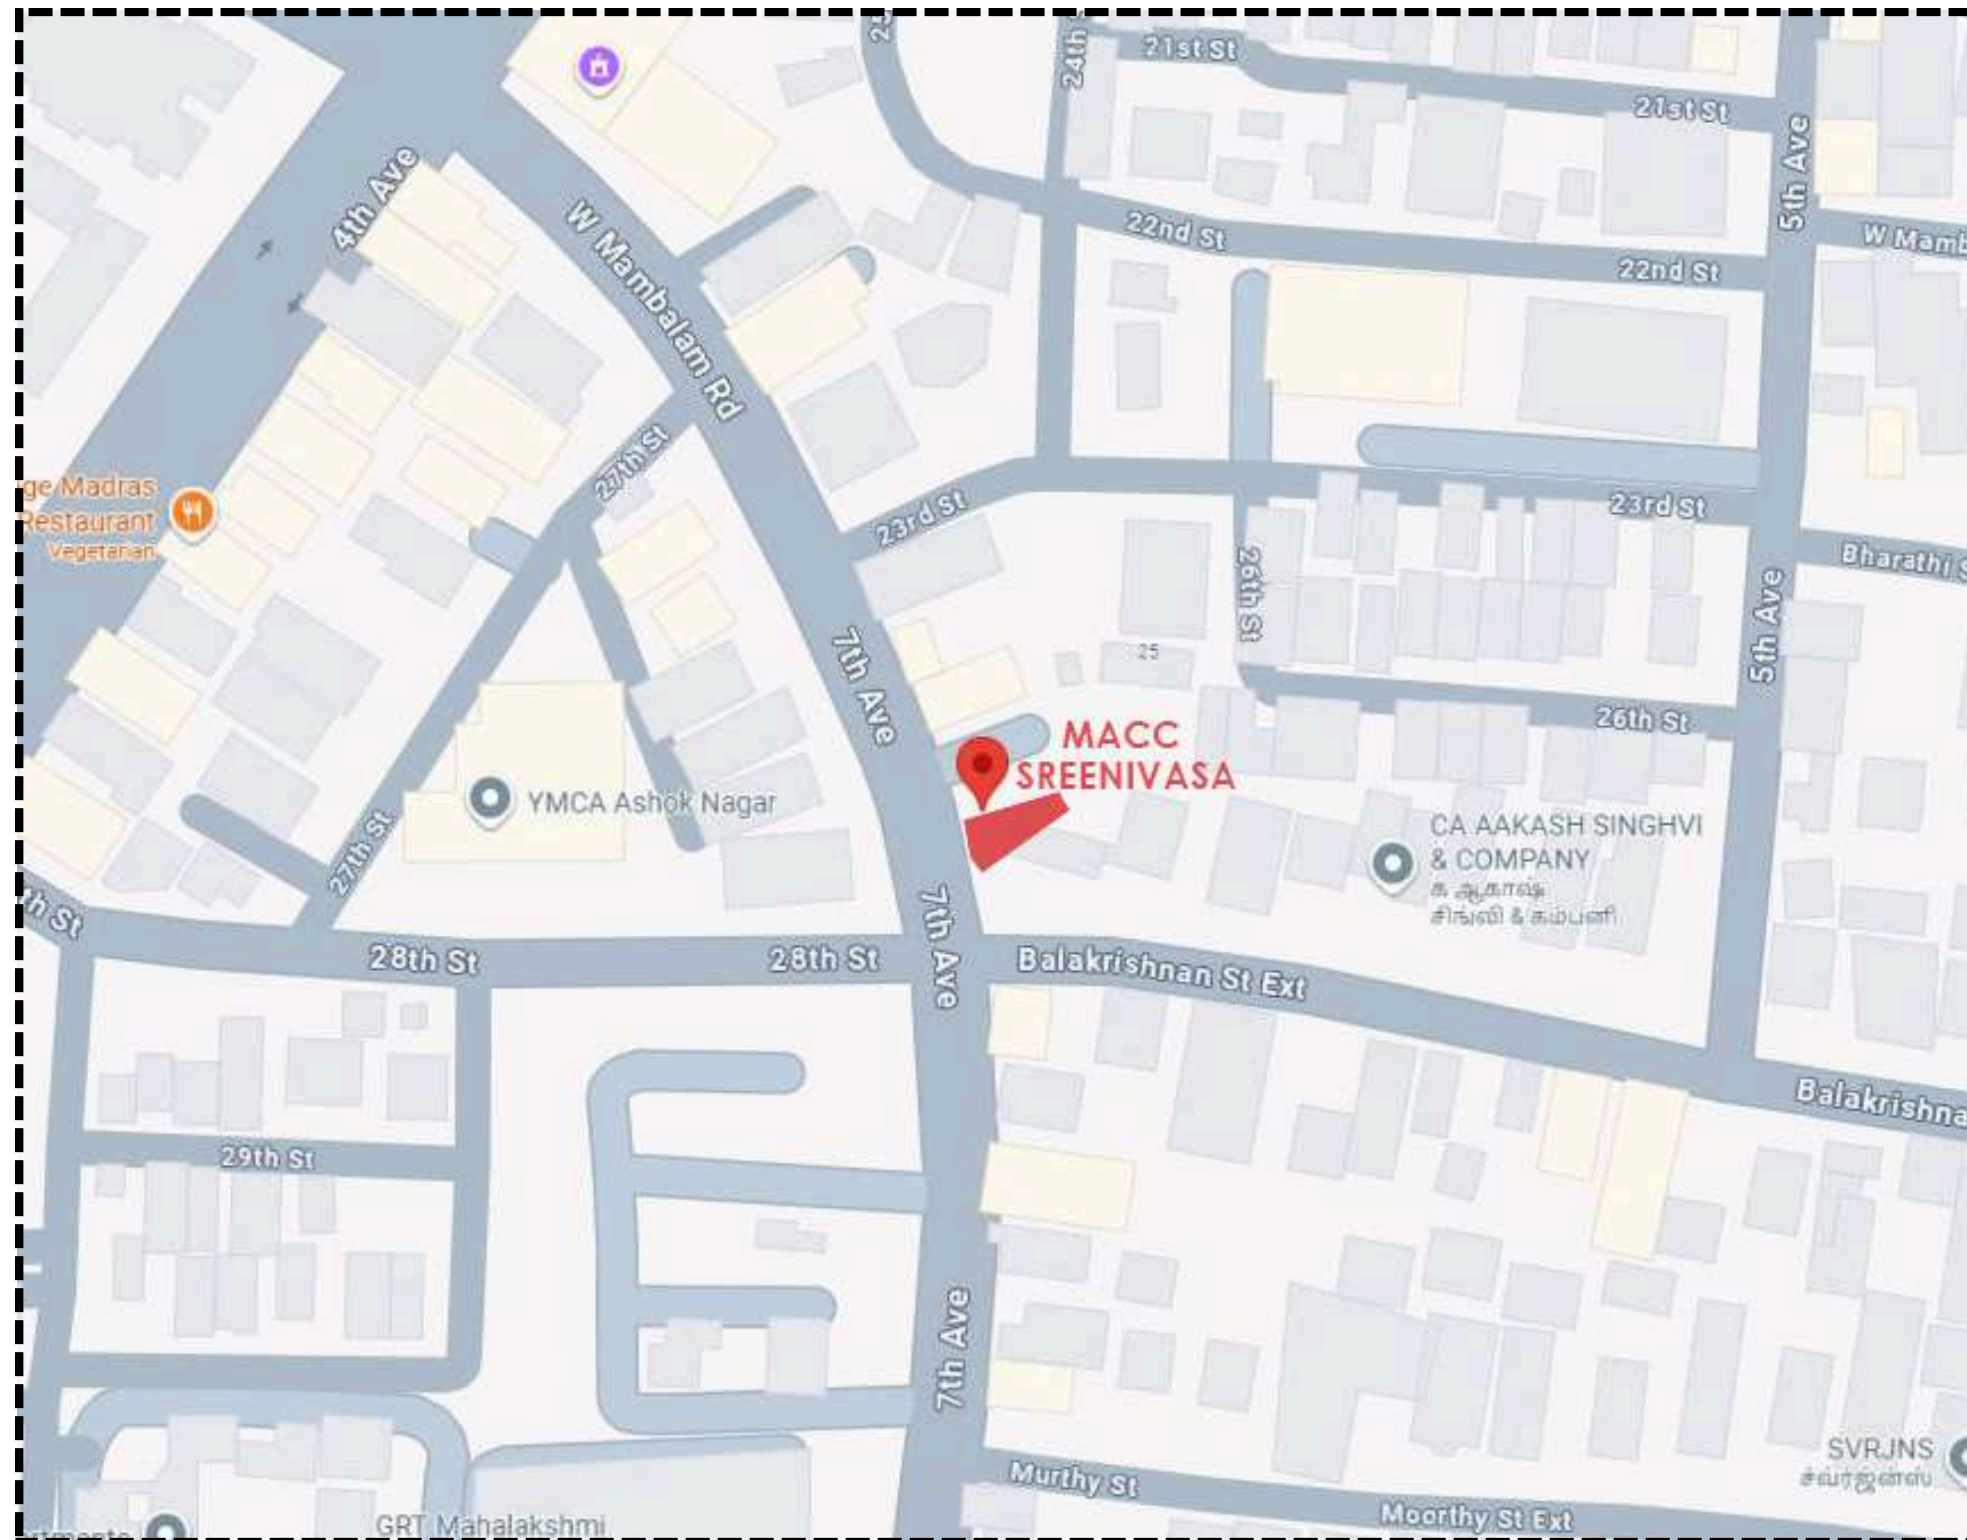 21st St
24th
21st St
5th Ave
4th Ave
W Mambalam Rd
22nd St
22nd St
27th St
ge Madras
Restaurant
Vegetarian
23rd St
23rd St
26th St
Bharathi
5th Ave
7th Ave
25
26th St
MACC
SREENIVASA
YMCA Ashok Nagar
27th St
CA AAKASH SINGHVI
& COMPANY
க ஆகாஷ்
சிங்வி & கம்பனி
th St
28th St
28th St
7th Ave
Balakrishnan St Ext
29th St
7th Ave
SVRJNS
Murthy St
Moorthy St Ext
GRT Mahalakshmi